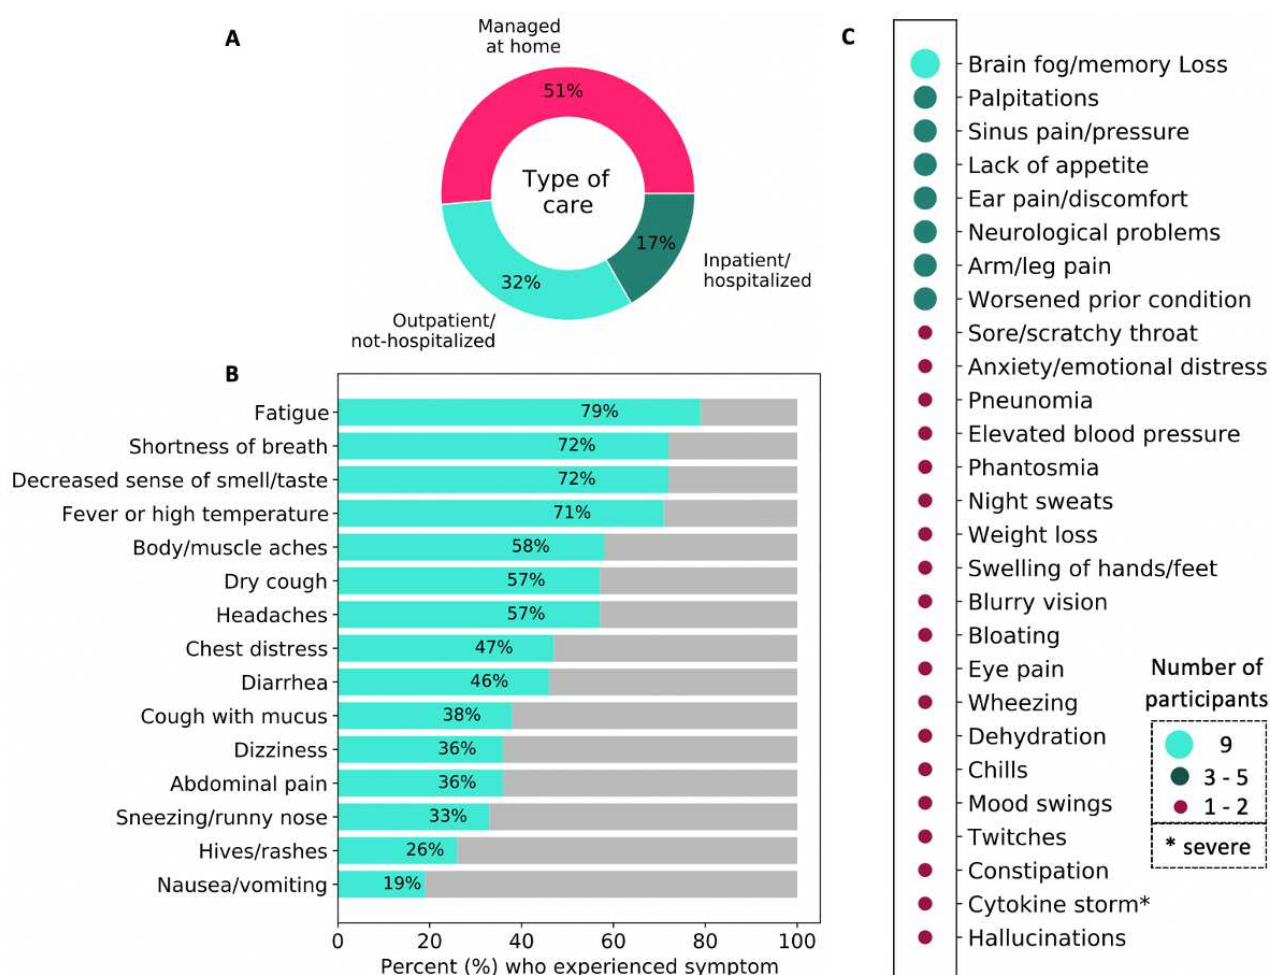 A
Managed
at home
51%
Type of
care
17%
Inpatient/
hospitalized
32%
Outpatient/
not-hospitalized
B
Fatigue 79%
Shortness of breath 72%
Decreased sense of smell/taste 72%
Fever or high temperature 71%
Body/muscle aches 58%
Dry cough 57%
Headaches 57%
Chest distress 47%
Diarrhea 46%
Cough with mucus 38%
Dizziness 36%
Abdominal pain 36%
Sneezing/runny nose 33%
Hives/rashes 26%
Nausea/vomiting 19%
0 20 40 60 80 100
Percent (%) who experienced symptom
C
Brain fog/memory Loss
Palpitations
Sinus pain/pressure
Lack of appetite
Ear pain/discomfort
Neurological problems
Arm/leg pain
Worsened prior condition
Sore/scratchy throat
Anxiety/emotional distress
Pneunomia
Elevated blood pressure
Phantosmia
Night sweats
Weight loss
Swelling of hands/feet
Blurry vision
Bloating
Eye pain
Wheezing
Dehydration
Chills
Mood swings
Twitches
Constipation
Cytokine storm*
Hallucinations
Number of
participants
9
3 - 5
1 - 2
* severe